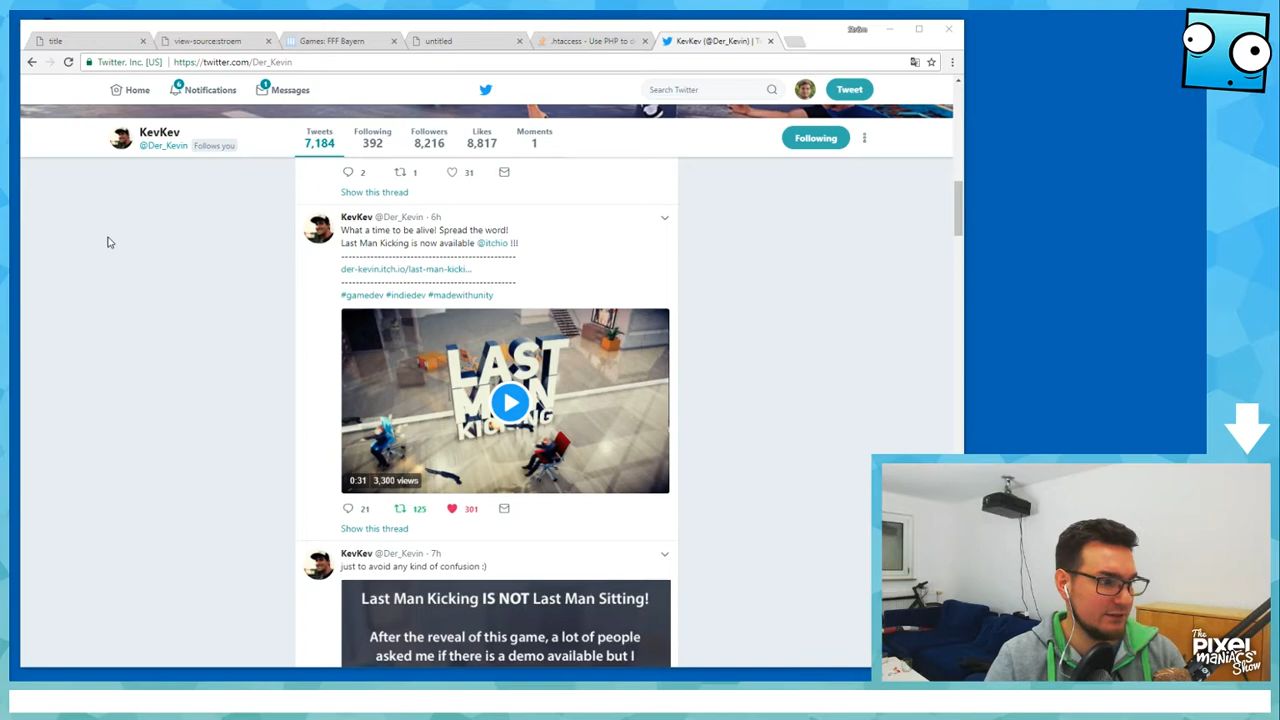 title
view-source:stroem
Games: FFF Bayern
untitled
.htaccess - Use PHP to d
KevKev (@Der_Kevin) | T
Twitter, Inc. [US]
https://twitter.com/Der_Kevin
Home
6
Notifications
1
Messages
Search Twitter
Tweet
KevKev
@Der_Kevin Follows you
Tweets
7,184
Following
392
Followers
8,216
Likes
8,817
Moments
1
Following
2
1
31
Show this thread
KevKev @Der_Kevin · 6h
What a time to be alive! Spread the word!
Last Man Kicking is now available @itchio !!!
der-kevin.itch.io/last-man-kicki...
#gamedev #indiedev #madewithunity
LAST
MAN
KICKING
0:31
3,300 views
21
125
301
Show this thread
KevKev @Der_Kevin · 7h
just to avoid any kind of confusion :)
Last Man Kicking IS NOT Last Man Sitting!
After the reveal of this game, a lot of people
asked me if there is a demo available but I
The
PIXEL
MANIACS
Show